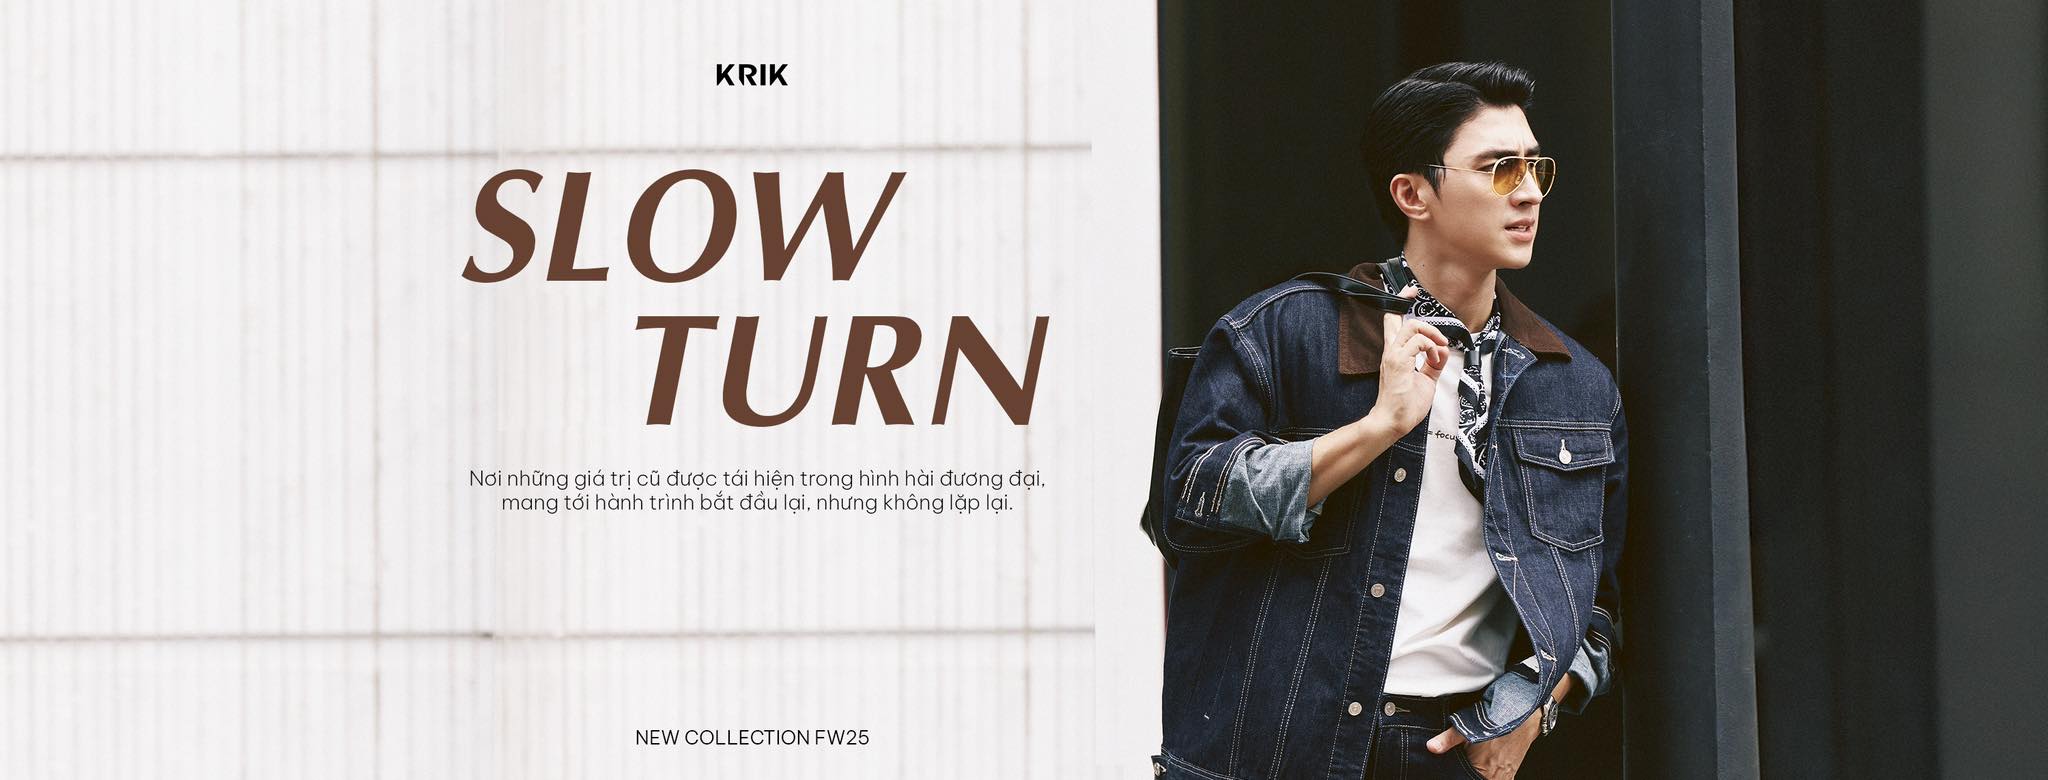 KRIK
SLOW
TURN
Nơi những giá trị cũ được tái hiện trong hình hài đương đại,
mang tới hành trình bắt đầu lại, nhưng không lặp lại.
= focu
NEW COLLECTION FW25